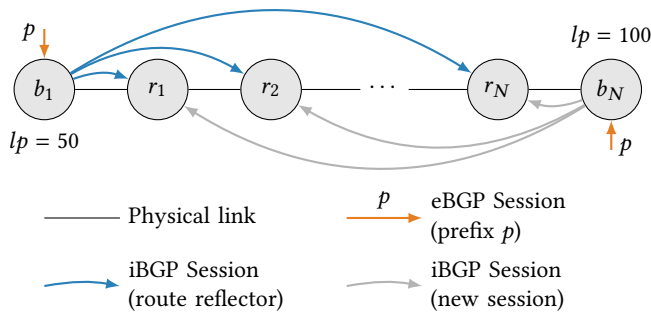 p
lp = 100
b1
r1
r2
· · ·
rN
bN
lp = 50
p
Physical link
p
eBGP Session
(prefix p)
iBGP Session
(route reflector)
iBGP Session
(new session)